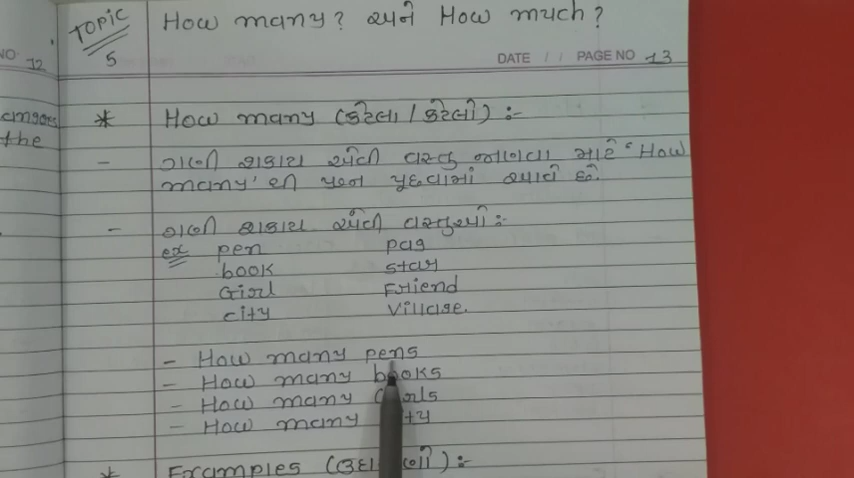 TOPIC 5
How many? અને How much?
NO. 12
DATE / / PAGE NO 13
* How many (કેટલા / કેટલી) :-
the
- ગણી શકાય એવી વસ્તુ જાણવા માટે 'How
many' થી પ્રશ્ન પૂછવામાં આવે છે.
- ગણી શકાય એવી વસ્તુઓ :-
ex pen pag
book star
Girl Friend
city Village.
- How many pens
- How many books
- How many
- How many
* Examples